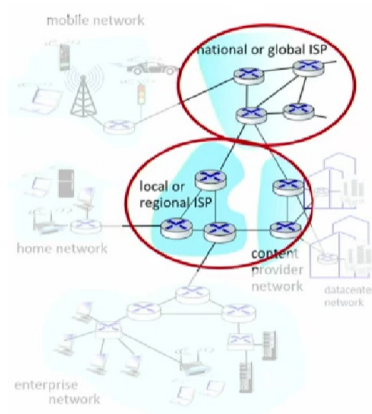 mobile network
national or global ISP
local or
regional ISP
home network
content
provider
network
datacenter
network
enterprise
network